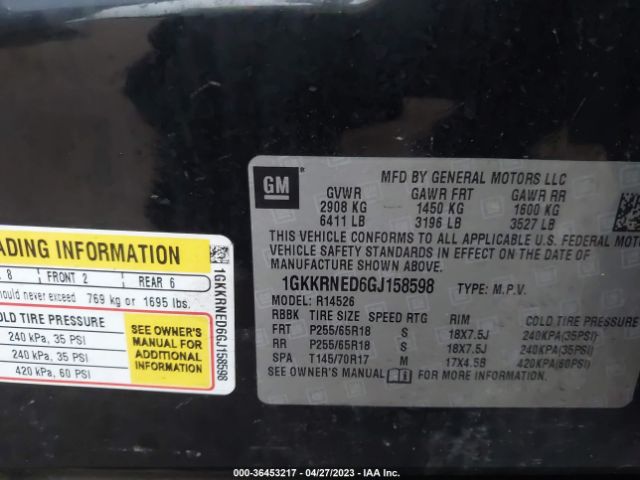 GM
MFD BY GENERAL MOTORS LLC
GVWR GAWR FRT GAWR RR
2908 KG 1450 KG 1600 KG
6411 LB 3196 LB 3527 LB
THIS VEHICLE CONFORMS TO ALL APPLICABLE U.S. FEDERAL MOTO
VEHICLE SAFETY STANDARDS IN EFFECT ON THE DATE OF
MANUFACTURE SHOWN ABOVE.
1GKKRNED6GJ158598 TYPE: M.P.V.
MODEL: R14526
RBBK TIRE SIZE SPEED RTG RIM COLD TIRE PRESSURE
FRT P255/65R18 S 18X7.5J 240KPA(35PSI)
RR P255/65R18 S 18X7.5J 240KPA(35PSI)
SPA T145/70R17 M 17X4.5B 420KPA(60PSI)
SEE OWNER'S MANUAL FOR MORE INFORMATION.
ADING INFORMATION
8 FRONT 2 REAR 6
hould never exceed 769 kg or 1695 lbs.
COLD TIRE PRESSURE
240 kPa, 35 PSI
240 kPa, 35 PSI
420 kPa, 60 PSI
SEE OWNER'S
MANUAL FOR
ADDITIONAL
INFORMATION
1GKKRNED6GJ158598
000-36453217 - 04/27/2023 - IAA Inc.